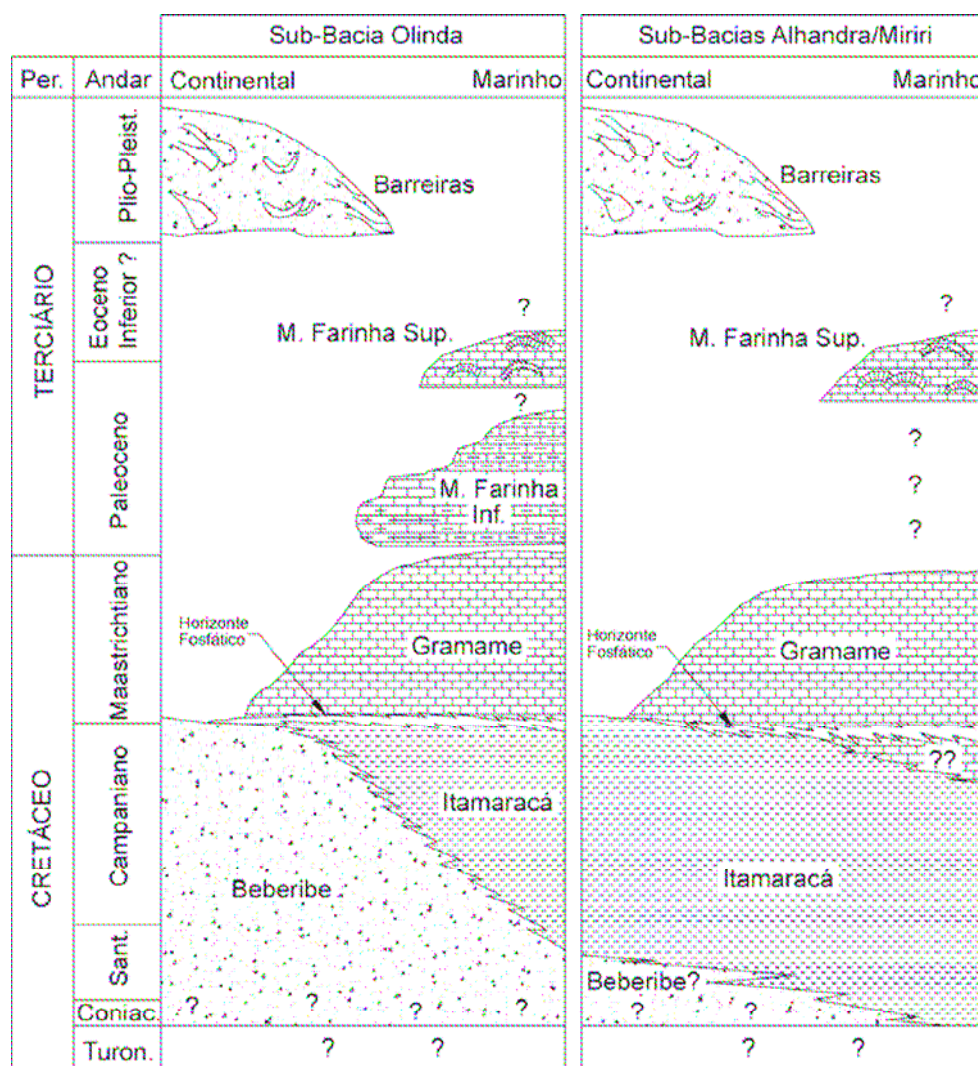 Sub-Bacia Olinda
Sub-Bacias Alhandra/Miriri
Per. Andar Continental Marinho Continental Marinho
TERCIÁRIO
CRETÁCEO
Plio-Pleist.
Eoceno
Inferior ?
Paleoceno
Maastrichtiano
Campaniano
Sant.
Coniac.
Turon.
Barreiras
?
M. Farinha Sup.
?
M. Farinha
Inf.
Horizonte
Fosfático
Gramame
Itamaracá
Beberibe
? ? ? ?
? ?
Barreiras
?
M. Farinha Sup.
?
?
?
Horizonte
Fosfático
Gramame
??
Itamaracá
Beberibe?
? ?
? ?